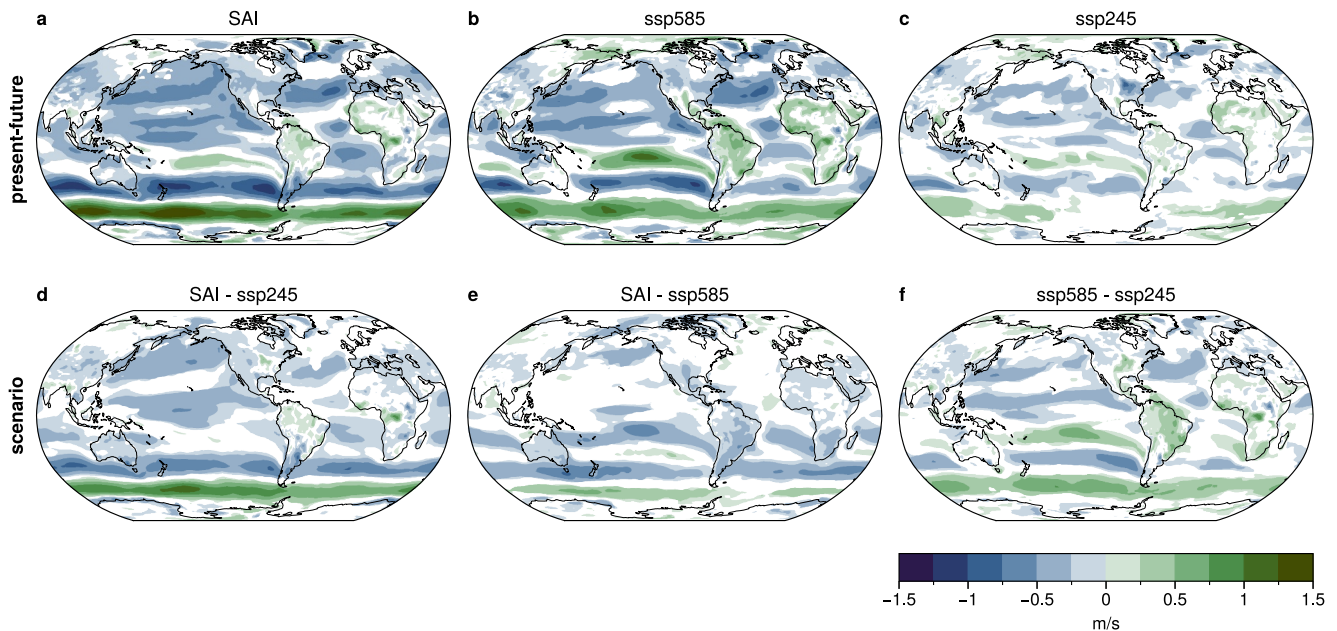 a SAI
b ssp585
c ssp245
present-future
d SAI - ssp245
e SAI - ssp585
f ssp585 - ssp245
scenario
−1.5 −1 −0.5 0 0.5 1 1.5
m/s